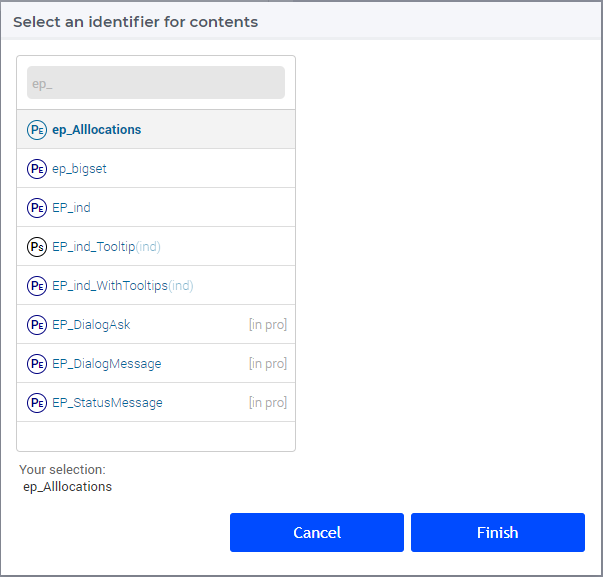 Select an identifier for contents
ep_
PE ep_Alllocations
PE ep_bigset
PE EP_ind
PS EP_ind_Tooltip(ind)
PE EP_ind_WithTooltips(ind)
PE EP_DialogAsk [in pro]
PE EP_DialogMessage [in pro]
PE EP_StatusMessage [in pro]
Your selection:
ep_Alllocations
Cancel Finish